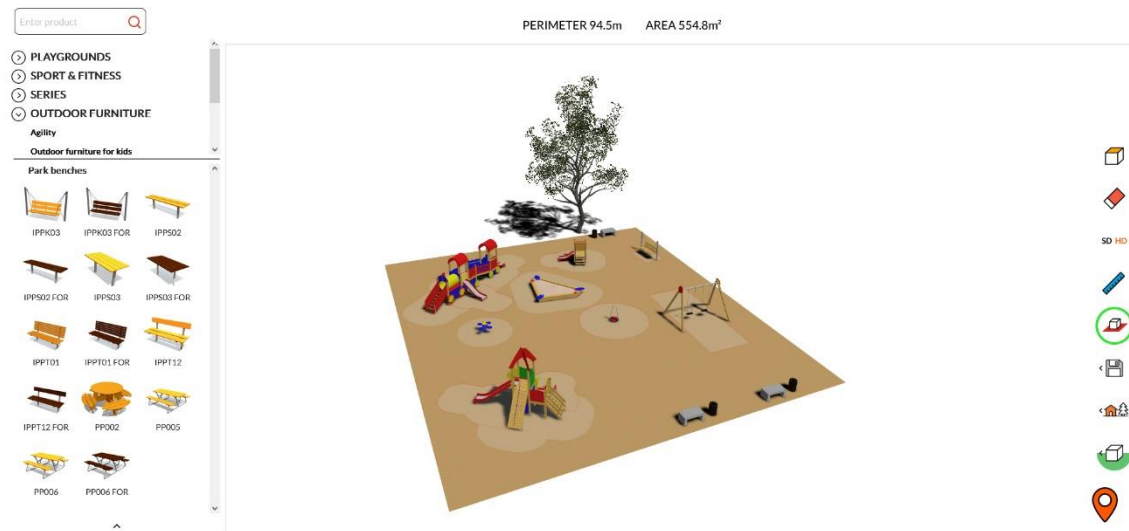 Enter product
PERIMETER 94.5m AREA 554.8m²
PLAYGROUNDS
SPORT & FITNESS
SERIES
OUTDOOR FURNITURE
Agility
Outdoor furniture for kids
Park benches
IPPK03 IPPK03 FOR IPPS02
IPPS02 FOR IPPS03 IPPS03 FOR
IPPT01 IPPT01 FOR IPPT12
IPPT12 FOR PP002 PP005
PP006 PP006 FOR
SD HD